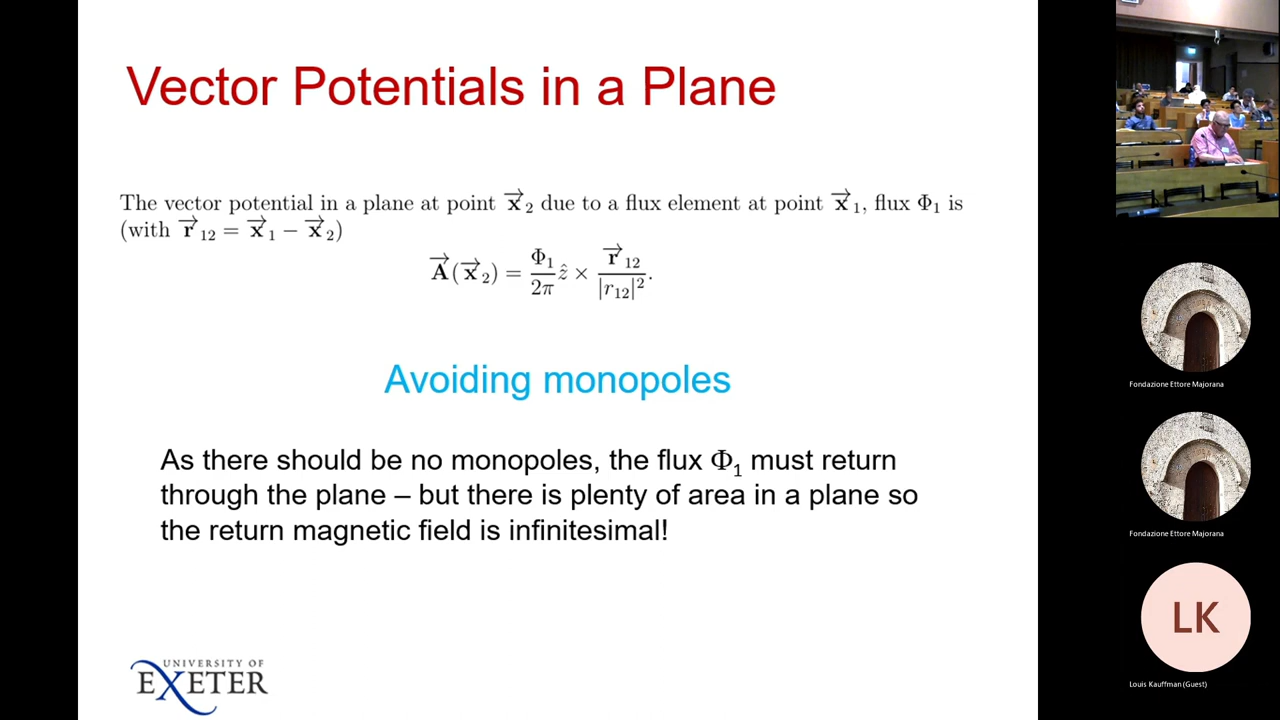 Vector Potentials in a Plane
The vector potential in a plane at point x⃗₂ due to a flux element at point x⃗₁, flux Φ₁ is
(with r⃗₁₂ = x⃗₁ − x⃗₂)
A⃗(x⃗₂) = Φ₁/2π ẑ × r⃗₁₂/|r₁₂|².
Avoiding monopoles
As there should be no monopoles, the flux Φ₁ must return
through the plane – but there is plenty of area in a plane so
the return magnetic field is infinitesimal!
UNIVERSITY OF
EXETER
Fondazione Ettore Majorana
Fondazione Ettore Majorana
LK
Louis Kauffman (Guest)